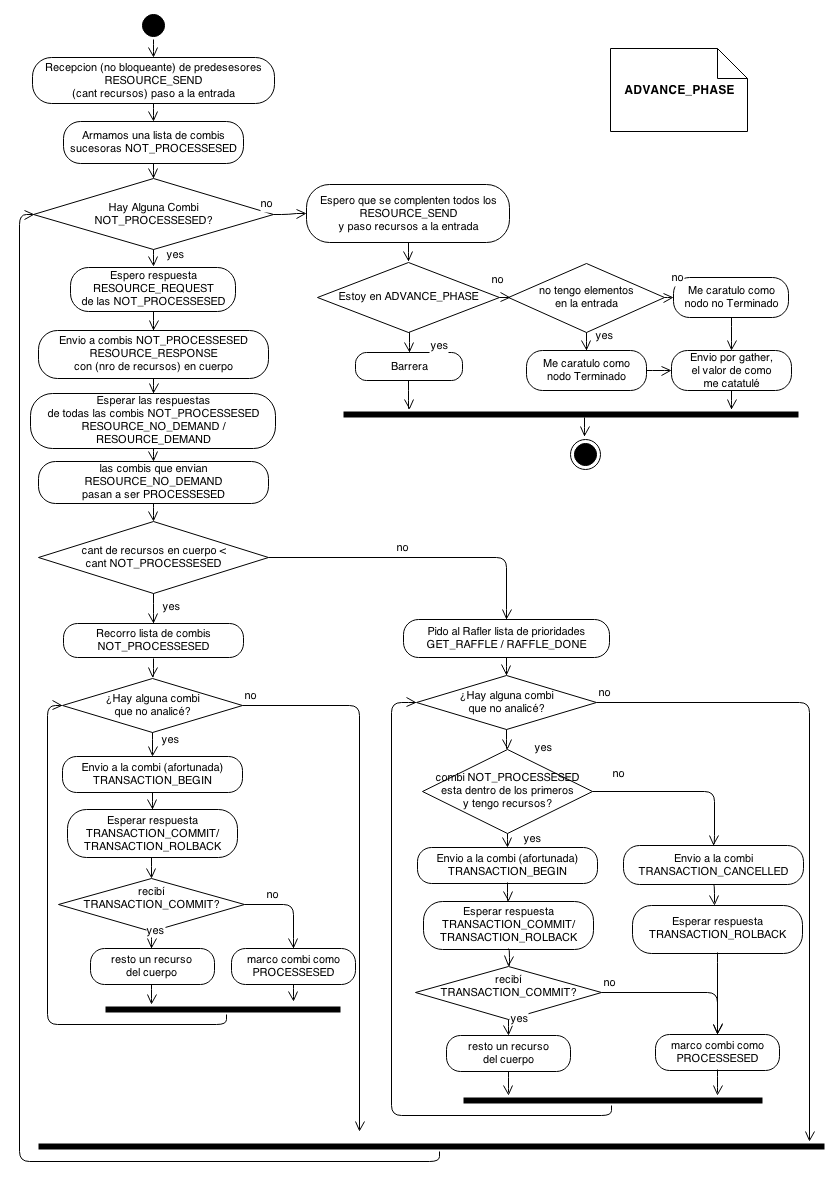 Recepcion (no bloqueante) de predesesores
RESOURCE_SEND
(cant recursos) paso a la entrada
ADVANCE_PHASE
Armamos una lista de combis
sucesoras NOT_PROCESSESED
Hay Alguna Combi
NOT_PROCESSESED?
no
yes
Espero que se complenten todos los
RESOURCE_SEND
y paso recursos a la entrada
Espero respuesta
RESOURCE_REQUEST
de las NOT_PROCESSESED
Estoy en ADVANCE_PHASE
no
yes
no tengo elementos
en la entrada
no
yes
Me caratulo como
nodo no Terminado
Envio a combis NOT_PROCESSESED
RESOURCE_RESPONSE
con (nro de recursos) en cuerpo
Barrera
Me caratulo como
nodo Terminado
Envio por gather,
el valor de como
me catatulé
Esperar las respuestas
de todas las combis NOT_PROCESSESED
RESOURCE_NO_DEMAND /
RESOURCE_DEMAND
las combis que envian
RESOURCE_NO_DEMAND
pasan a ser PROCESSESED
cant de recursos en cuerpo <
cant NOT_PROCESSESED
no
yes
Recorro lista de combis
NOT_PROCESSESED
Pido al Rafler lista de prioridades
GET_RAFFLE / RAFFLE_DONE
¿Hay alguna combi
que no analicé?
no
yes
¿Hay alguna combi
que no analicé?
no
yes
Envio a la combi (afortunada)
TRANSACTION_BEGIN
combi NOT_PROCESSESED
esta dentro de los primeros
y tengo recursos?
no
yes
Esperar respuesta
TRANSACTION_COMMIT/
TRANSACTION_ROLBACK
Envio a la combi (afortunada)
TRANSACTION_BEGIN
Envio a la combi
TRANSACTION_CANCELLED
recibí
TRANSACTION_COMMIT?
no
yes
Esperar respuesta
TRANSACTION_COMMIT/
TRANSACTION_ROLBACK
Esperar respuesta
TRANSACTION_ROLBACK
resto un recurso
del cuerpo
marco combi como
PROCESSESED
recibí
TRANSACTION_COMMIT?
no
yes
resto un recurso
del cuerpo
marco combi como
PROCESSESED